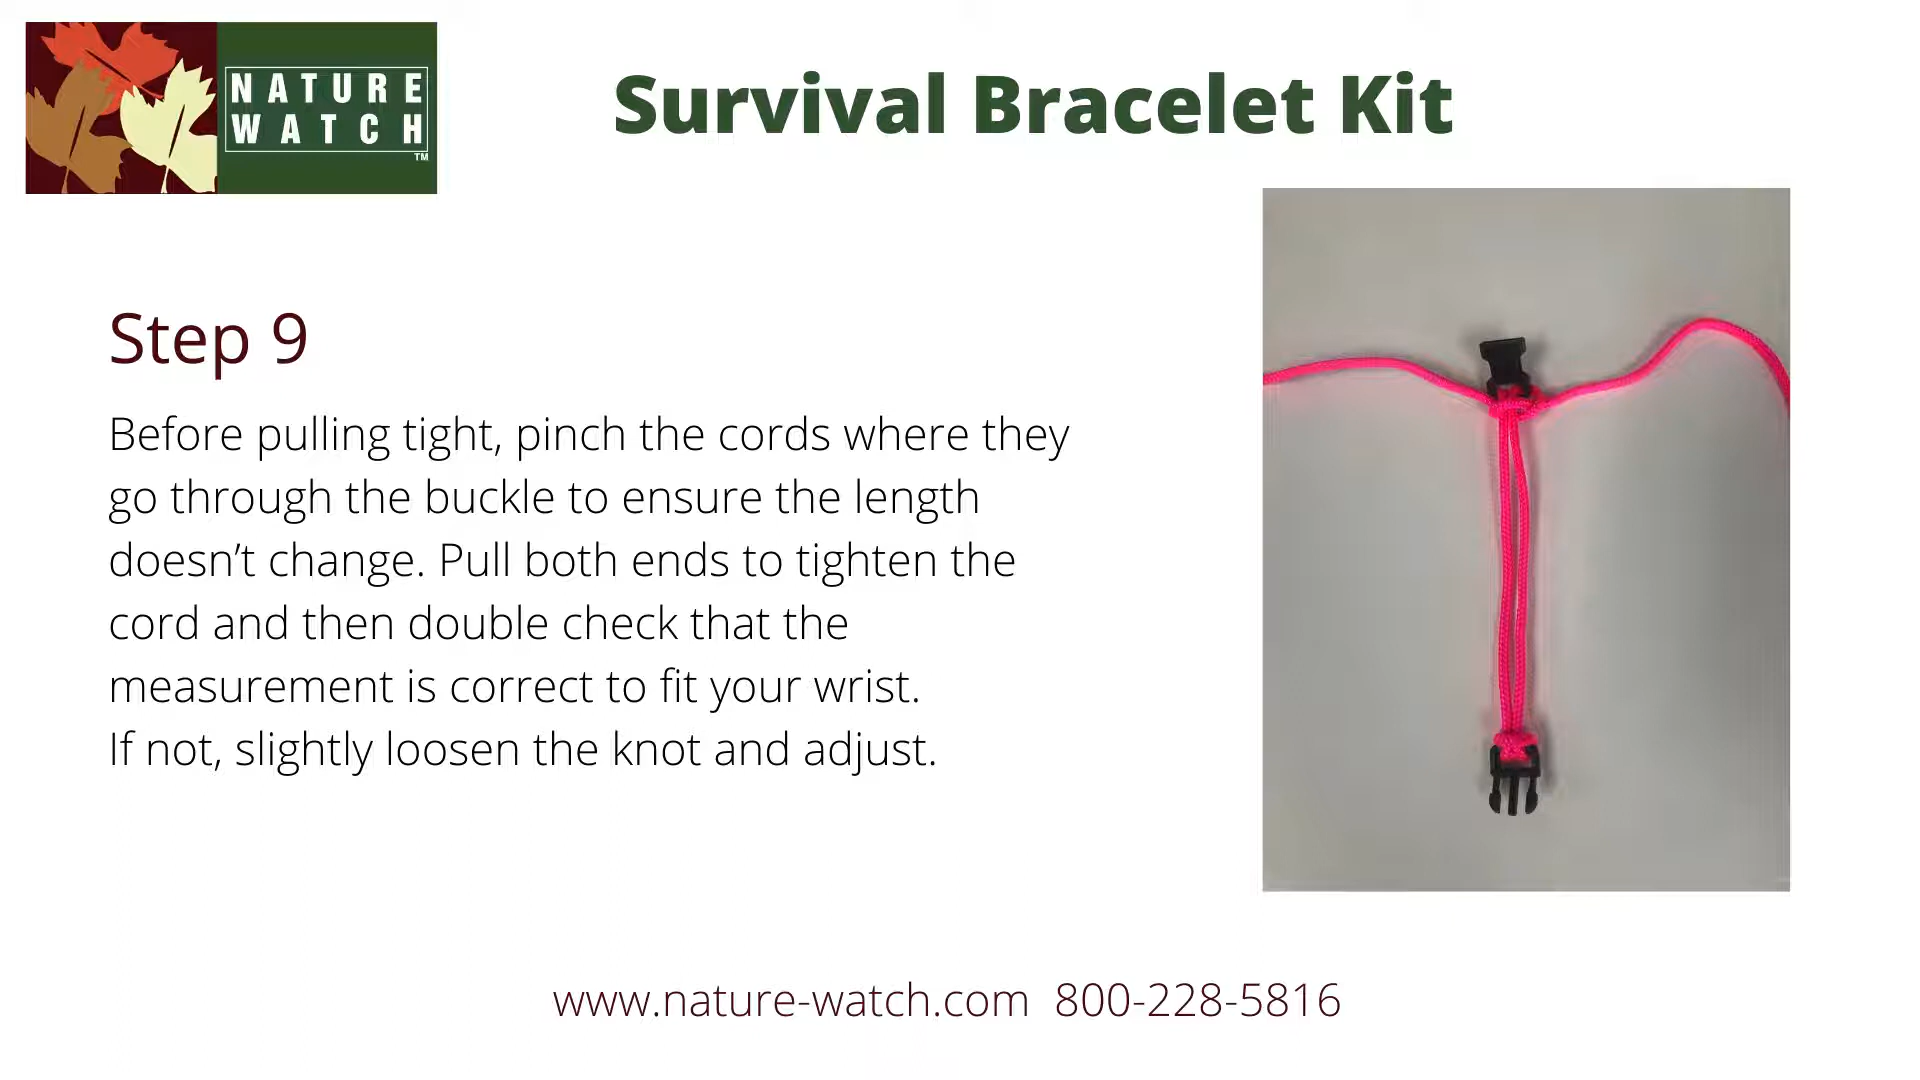 NATURE
WATCH
TM
Survival Bracelet Kit
Step 9
Before pulling tight, pinch the cords where they
go through the buckle to ensure the length
doesn’t change. Pull both ends to tighten the
cord and then double check that the
measurement is correct to fit your wrist.
If not, slightly loosen the knot and adjust.
www.nature-watch.com 800-228-5816